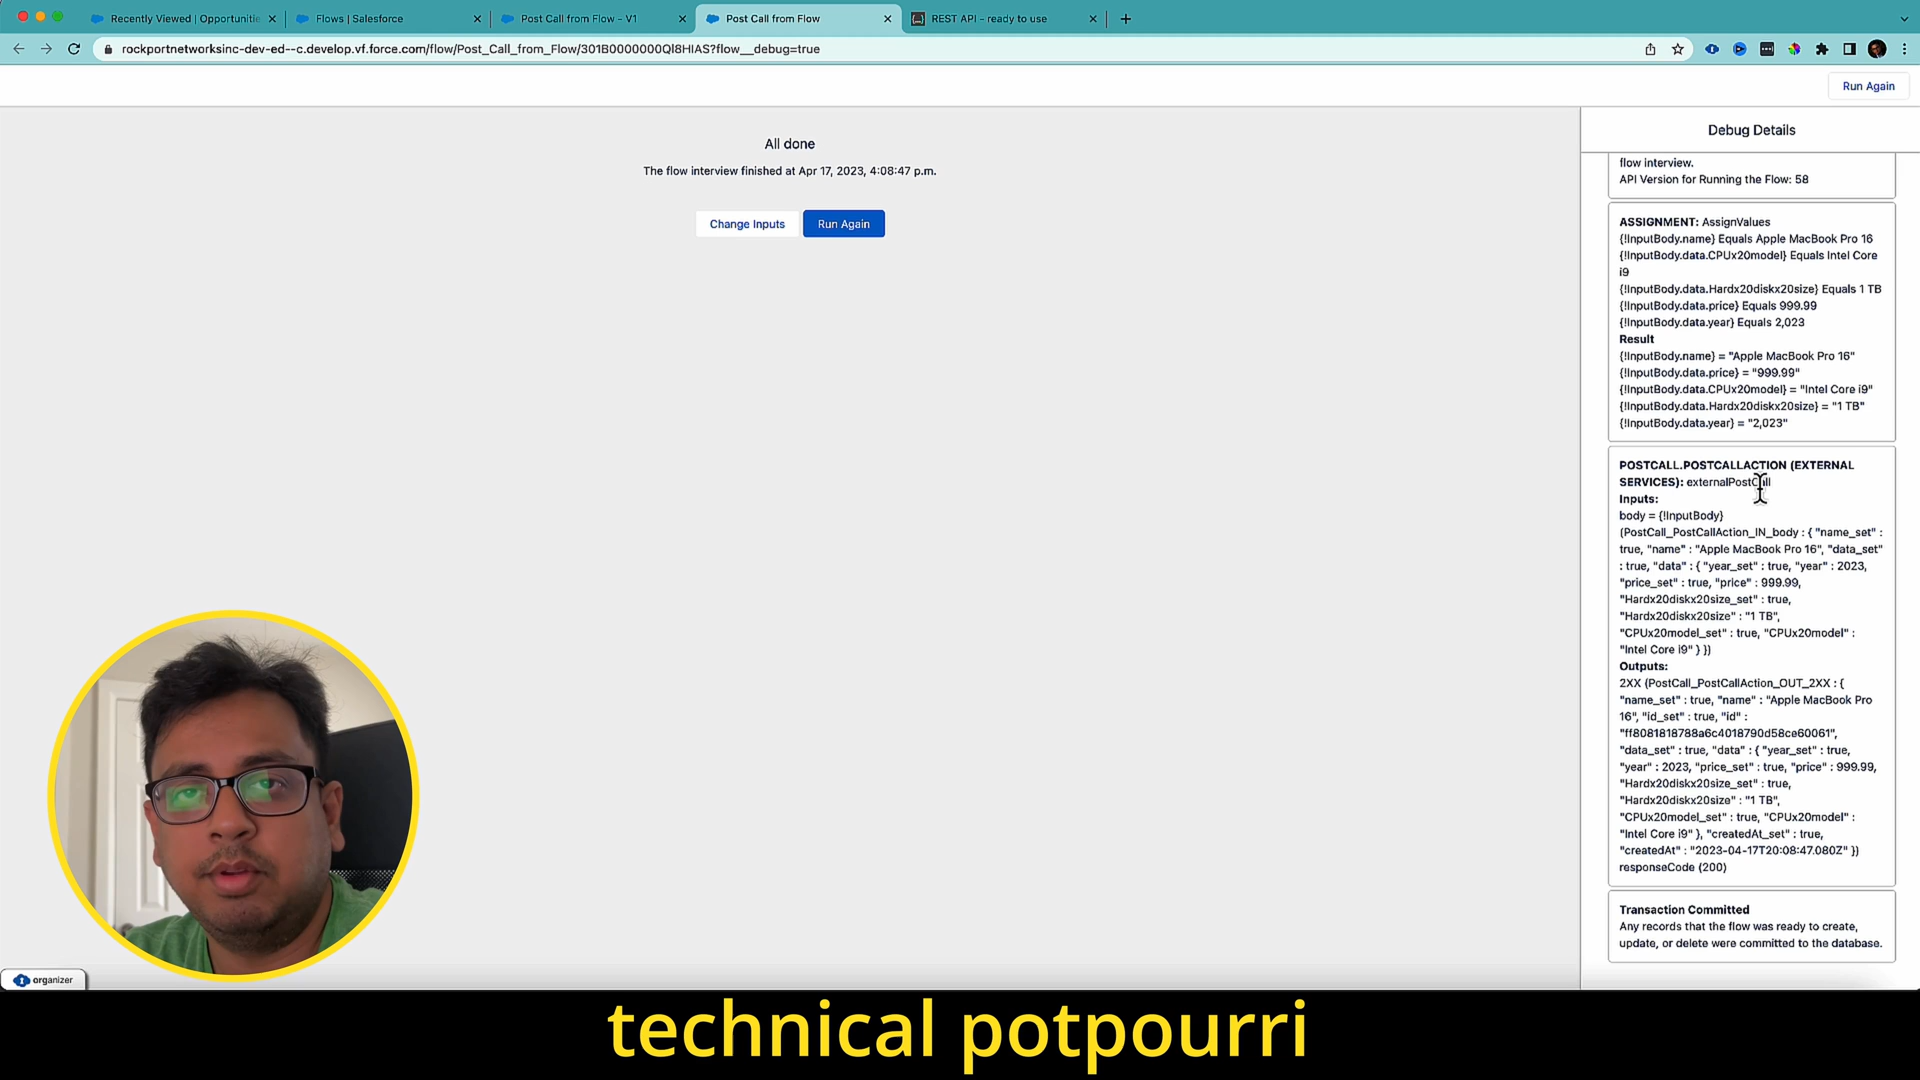 Recently Viewed | Opportunitie
Flows | Salesforce
Post Call from Flow - V1
Post Call from Flow
REST API - ready to use
rockportnetworksinc-dev-ed--c.develop.vf.force.com/flow/Post_Call_from_Flow/301B0000000Ql8HIAS?flow__debug=true
Run Again
All done
The flow interview finished at Apr 17, 2023, 4:08:47 p.m.
Change Inputs
Run Again
Debug Details
flow interview.
API Version for Running the Flow: 58
ASSIGNMENT: AssignValues
{!InputBody.name} Equals Apple MacBook Pro 16
{!InputBody.data.CPUx20model} Equals Intel Core
i9
{!InputBody.data.Hardx20diskx20size} Equals 1 TB
{!InputBody.data.price} Equals 999.99
{!InputBody.data.year} Equals 2,023
Result
{!InputBody.name} = "Apple MacBook Pro 16"
{!InputBody.data.price} = "999.99"
{!InputBody.data.CPUx20model} = "Intel Core i9"
{!InputBody.data.Hardx20diskx20size} = "1 TB"
{!InputBody.data.year} = "2,023"
POSTCALL.POSTCALLACTION (EXTERNAL
SERVICES): externalPostCall
Inputs:
body = {!InputBody}
(PostCall_PostCallAction_IN_body : { "name_set" :
true, "name" : "Apple MacBook Pro 16", "data_set"
: true, "data" : { "year_set" : true, "year" : 2023,
"price_set" : true, "price" : 999.99,
"Hardx20diskx20size_set" : true,
"Hardx20diskx20size" : "1 TB",
"CPUx20model_set" : true, "CPUx20model" :
"Intel Core i9" } })
Outputs:
2XX (PostCall_PostCallAction_OUT_2XX : {
"name_set" : true, "name" : "Apple MacBook Pro
16", "id_set" : true, "id" :
"ff8081818788a6c4018790d58ce60061",
"data_set" : true, "data" : { "year_set" : true,
"year" : 2023, "price_set" : true, "price" : 999.99,
"Hardx20diskx20size_set" : true,
"Hardx20diskx20size" : "1 TB",
"CPUx20model_set" : true, "CPUx20model" :
"Intel Core i9" }, "createdAt_set" : true,
"createdAt" : "2023-04-17T20:08:47.080Z" })
responseCode (200)
Transaction Committed
Any records that the flow was ready to create,
update, or delete were committed to the database.
organizer
technical potpourri